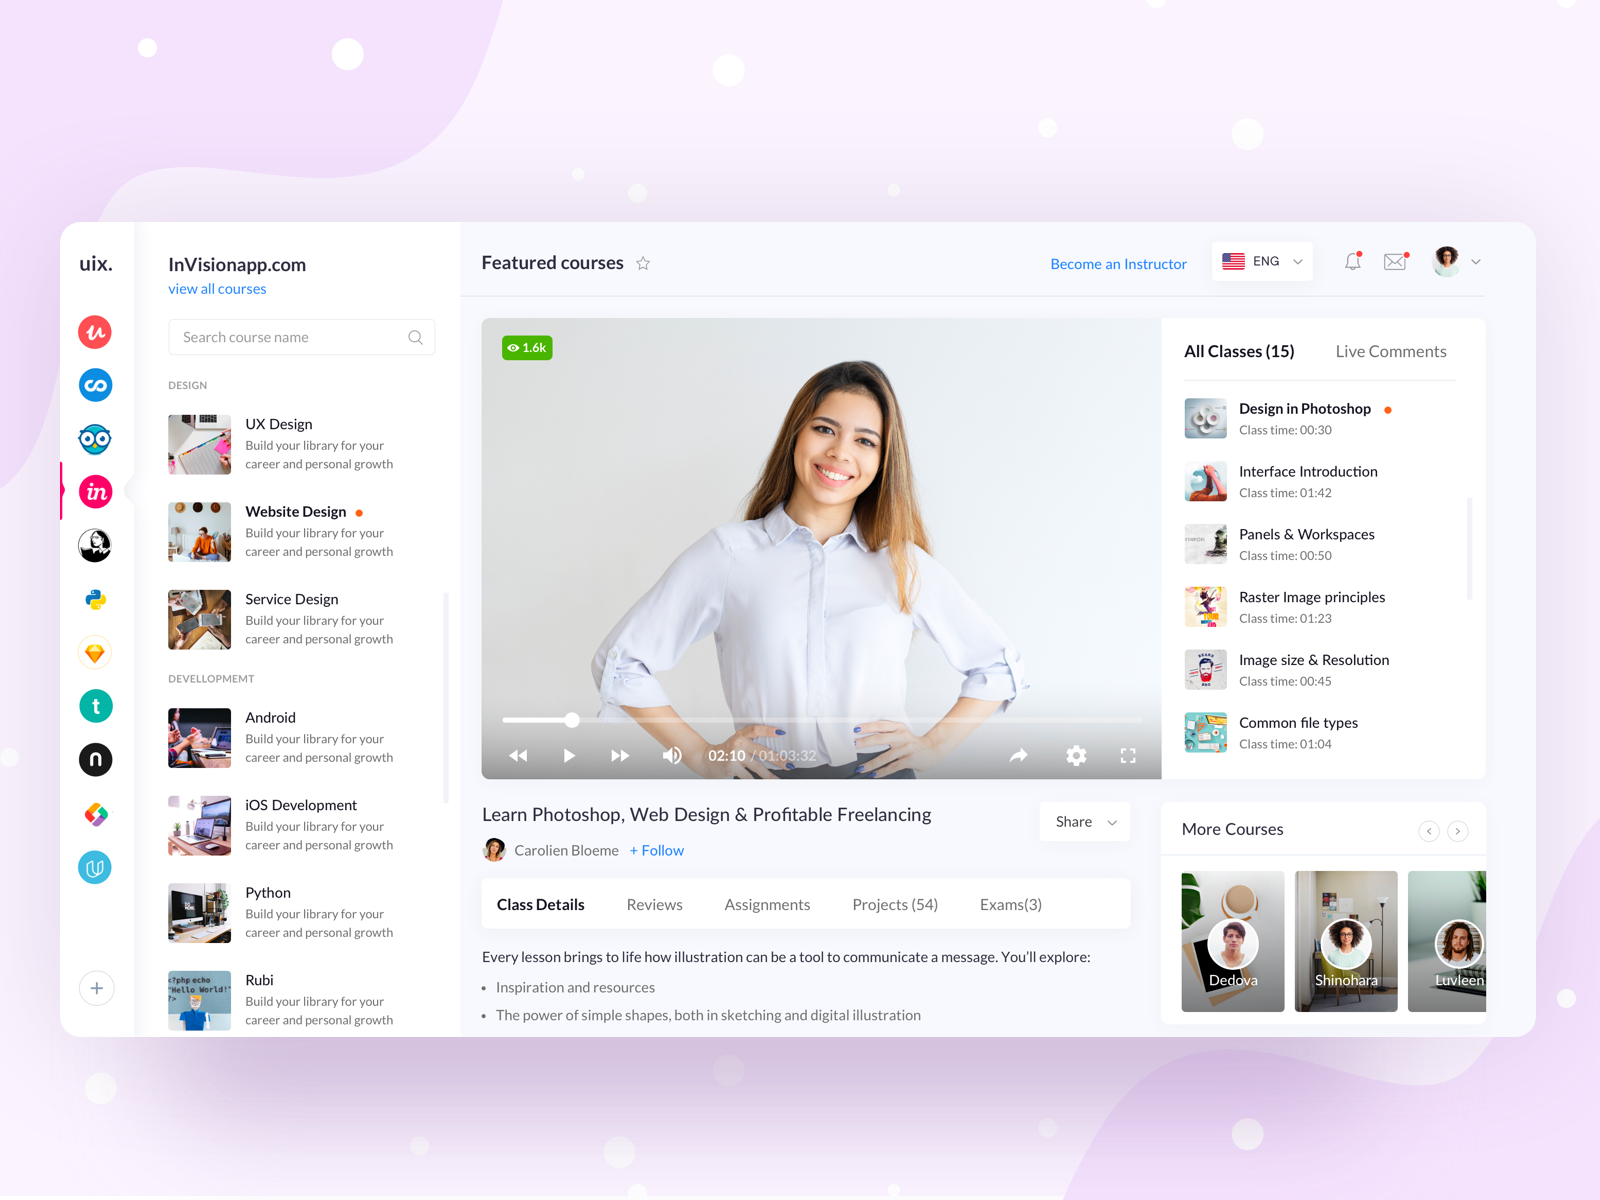 uix.
in
t
n
InVisionapp.com
view all courses
Search course name
DESIGN
UX Design
Build your library for your
career and personal growth
Website Design
Build your library for your
career and personal growth
Service Design
Build your library for your
career and personal growth
DEVELLOPMEMT
Android
Build your library for your
career and personal growth
iOS Development
Build your library for your
career and personal growth
Python
Build your library for your
career and personal growth
<?php echo
"Hello World!"
?>
Rubi
Build your library for your
career and personal growth
Featured courses
Become an Instructor
ENG
1.6k
02:10 / 01:03:32
All Classes (15)
Live Comments
Design in Photoshop
Class time: 00:30
Interface Introduction
Class time: 01:42
Panels & Workspaces
Class time: 00:50
Raster Image principles
Class time: 01:23
Image size & Resolution
Class time: 00:45
Common file types
Class time: 01:04
Learn Photoshop, Web Design & Profitable Freelancing
Share
Carolien Bloeme + Follow
Class Details
Reviews
Assignments
Projects (54)
Exams(3)
Every lesson brings to life how illustration can be a tool to communicate a message. You'll explore:
• Inspiration and resources
• The power of simple shapes, both in sketching and digital illustration
More Courses
Dedova
Shinohara
Luvleen